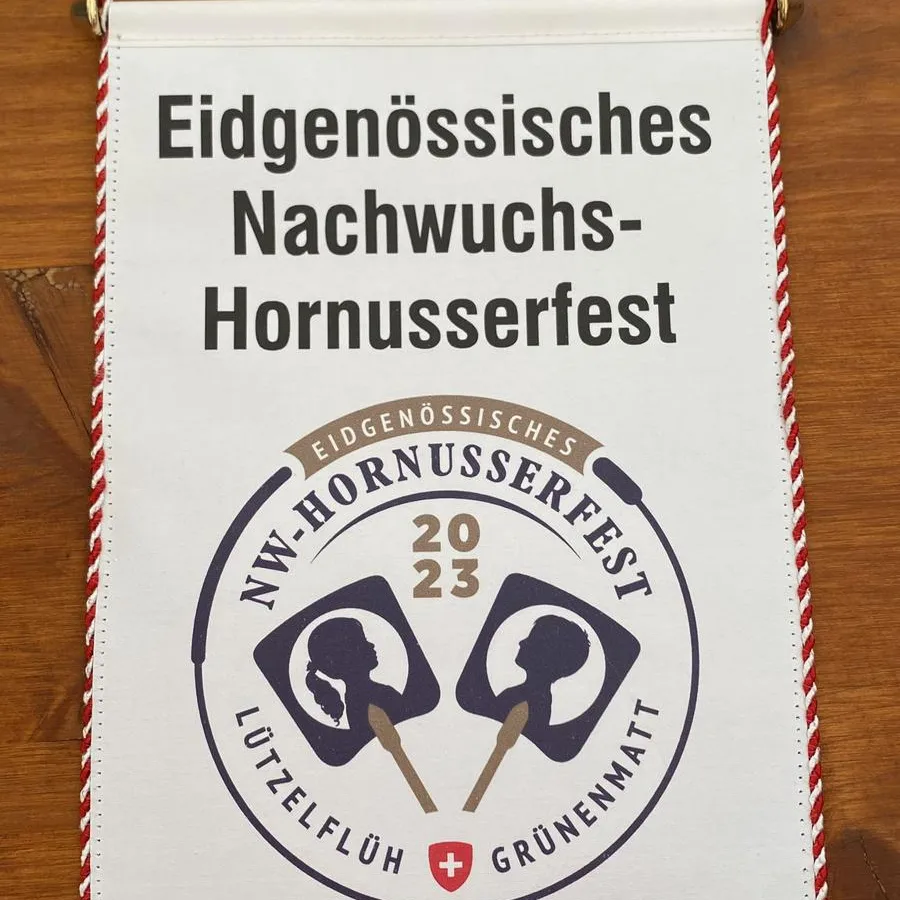 Eidgenössisches
Nachwuchs-
Hornusserfest
EIDGENÖSSISCHES
NW-HORNUSSERFEST
20
23
LÜTZELFLÜH
GRÜNENMATT